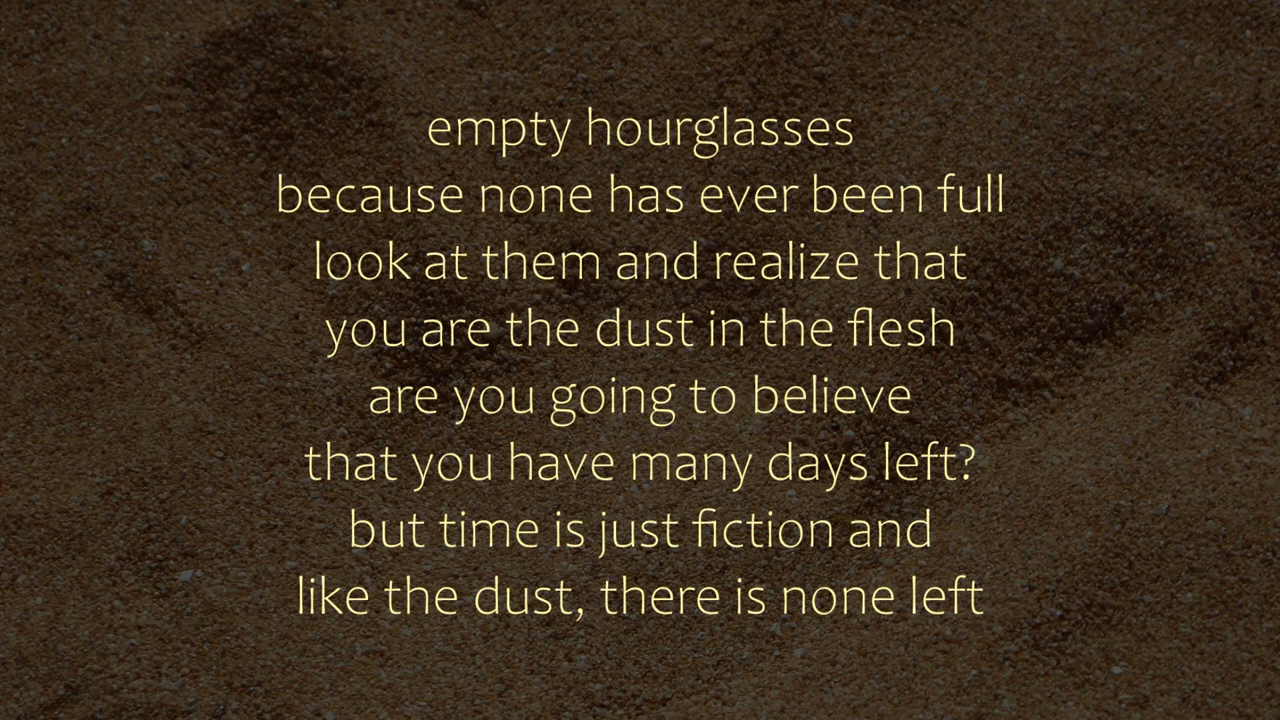 empty hourglasses
because none has ever been full
look at them and realize that
you are the dust in the flesh
are you going to believe
that you have many days left?
but time is just fiction and
like the dust, there is none left